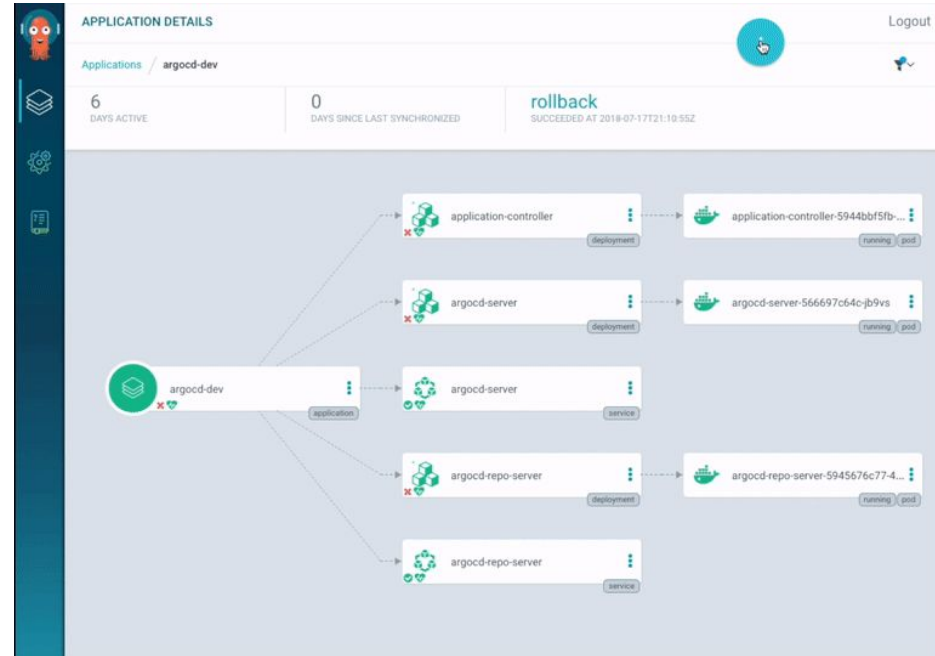 APPLICATION DETAILS
Logout
Applications / argocd-dev
6
DAYS ACTIVE
0
DAYS SINCE LAST SYNCHRONIZED
rollback
SUCCEEDED AT 2018-07-17T21:10:55Z
application-controller
deployment
application-controller-5944bbf5fb-...
running pod
argocd-server
deployment
argocd-server-566697c64c-jb9vs
running pod
argocd-dev
application
argocd-server
service
argocd-repo-server
deployment
argocd-repo-server-5945676c77-4...
running pod
argocd-repo-server
service